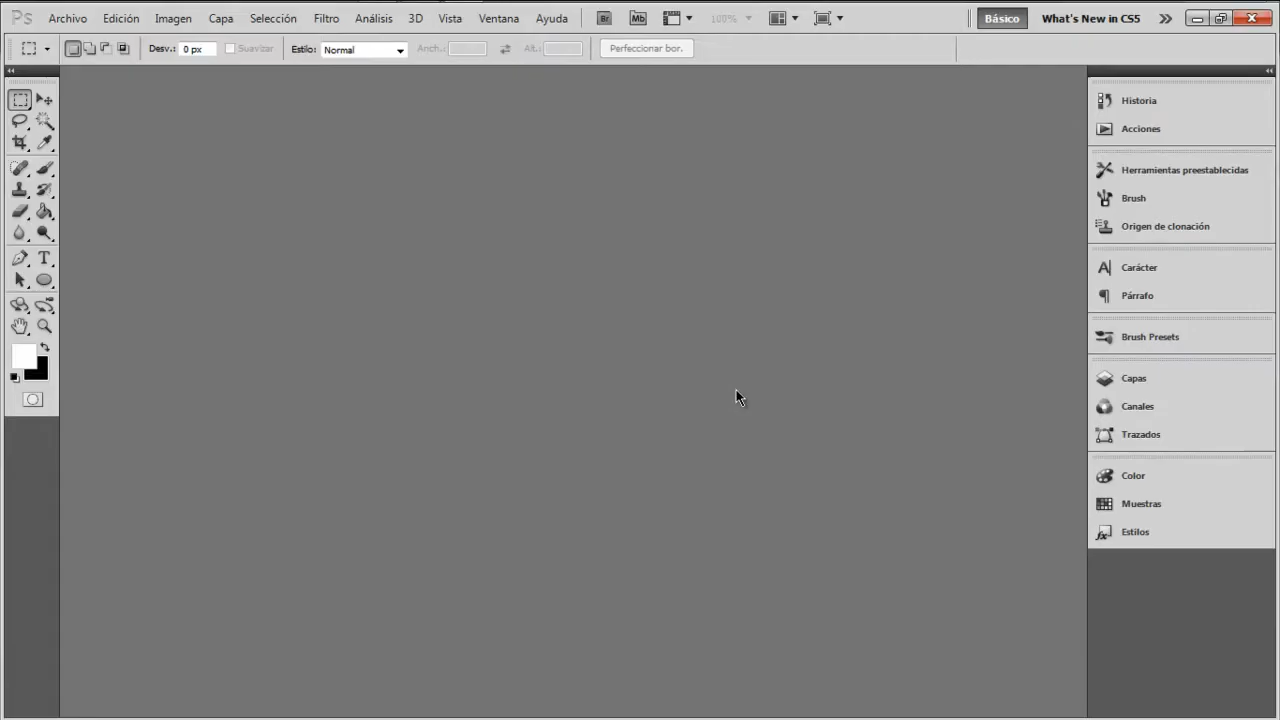 Ps Archivo Edición Imagen Capa Selección Filtro Análisis 3D Vista Ventana Ayuda Br Mb 100% Básico What's New in CS5
Desv.: 0 px Suavizar Estilo: Normal Anch.: Alt.: Perfeccionar bor.
Historia
Acciones
Herramientas preestablecidas
Brush
Origen de clonación
Carácter
Párrafo
Brush Presets
Capas
Canales
Trazados
Color
Muestras
Estilos